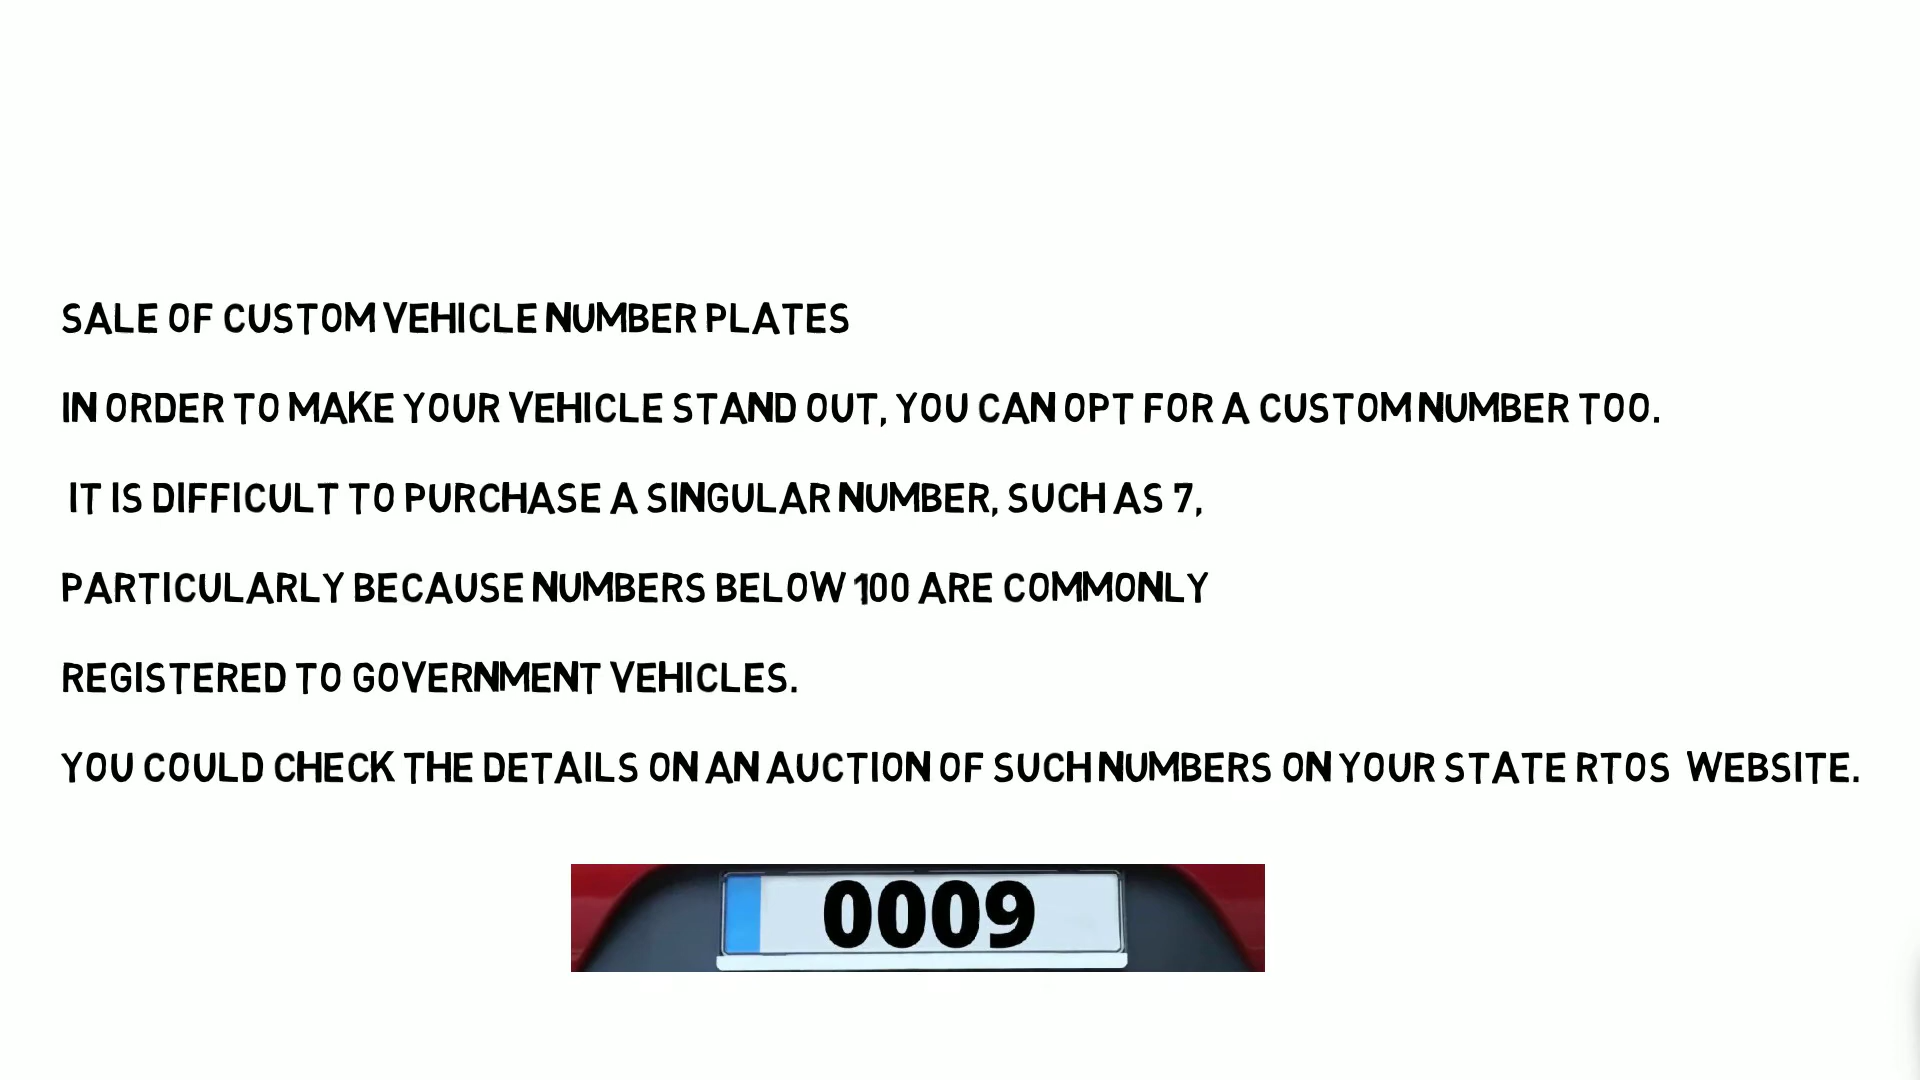 SALE OF CUSTOM VEHICLE NUMBER PLATES
IN ORDER TO MAKE YOUR VEHICLE STAND OUT, YOU CAN OPT FOR A CUSTOM NUMBER TOO.
IT IS DIFFICULT TO PURCHASE A SINGULAR NUMBER, SUCH AS 7,
PARTICULARLY BECAUSE NUMBERS BELOW 100 ARE COMMONLY
REGISTERED TO GOVERNMENT VEHICLES.
YOU COULD CHECK THE DETAILS ON AN AUCTION OF SUCH NUMBERS ON YOUR STATE RTOS WEBSITE.
0009